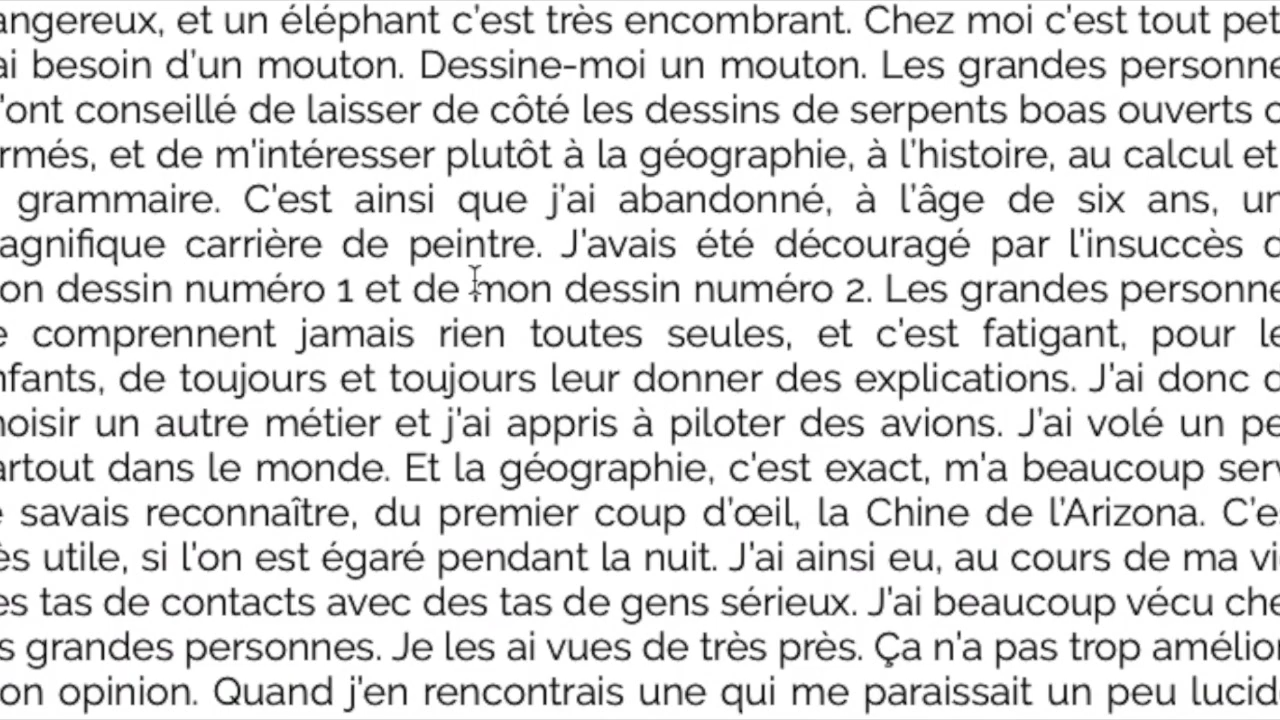 angereux, et un éléphant c'est très encombrant. Chez moi c'est tout pet
ai besoin d'un mouton. Dessine-moi un mouton. Les grandes personne
'ont conseillé de laisser de côté les dessins de serpents boas ouverts o
rmés, et de m'intéresser plutôt à la géographie, à l'histoire, au calcul et
grammaire. C'est ainsi que j'ai abandonné, à l'âge de six ans, un
agnifique carrière de peintre. J'avais été découragé par l'insuccès d
on dessin numéro 1 et de mon dessin numéro 2. Les grandes personne
e comprennent jamais rien toutes seules, et c'est fatigant, pour le
nfants, de toujours et toujours leur donner des explications. J'ai donc d
hoisir un autre métier et j'ai appris à piloter des avions. J'ai volé un pe
artout dans le monde. Et la géographie, c'est exact, m'a beaucoup serv
e savais reconnaître, du premier coup d'œil, la Chine de l'Arizona. C'es
ès utile, si l'on est égaré pendant la nuit. J'ai ainsi eu, au cours de ma vi
es tas de contacts avec des tas de gens sérieux. J'ai beaucoup vécu che
s grandes personnes. Je les ai vues de très près. Ça n'a pas trop amélior
on opinion. Quand j'en rencontrais une qui me paraissait un peu lucid